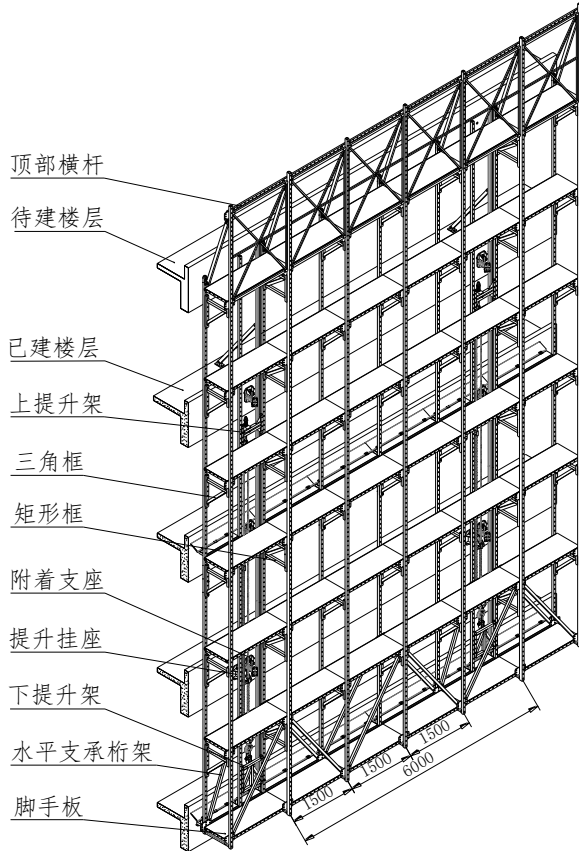 顶部横杆
待建楼层
已建楼层
上提升架
三角框
矩形框
附着支座
提升挂座
下提升架
水平支承桁架
脚手板
1500
1500
1500
6000